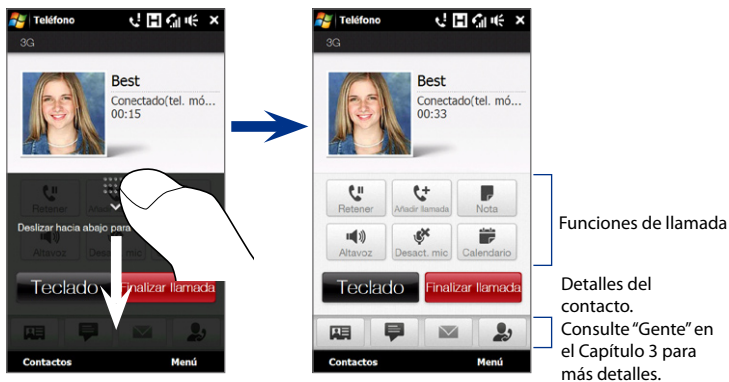 Teléfono
3G
Best
Conectado(tel. mó...
00:15
Retener
Deslizar hacia abajo para
Altavoz
Desact. mic
Teclado
Finalizar llamada
Contactos
Menú
Teléfono
3G
Best
Conectado(tel. mó...
00:33
Retener
Añadir llamada
Nota
Altavoz
Desact. mic
Calendario
Teclado
Finalizar llamada
Contactos
Menú
Funciones de llamada
Detalles del
contacto.
Consulte “Gente” en
el Capítulo 3 para
más detalles.